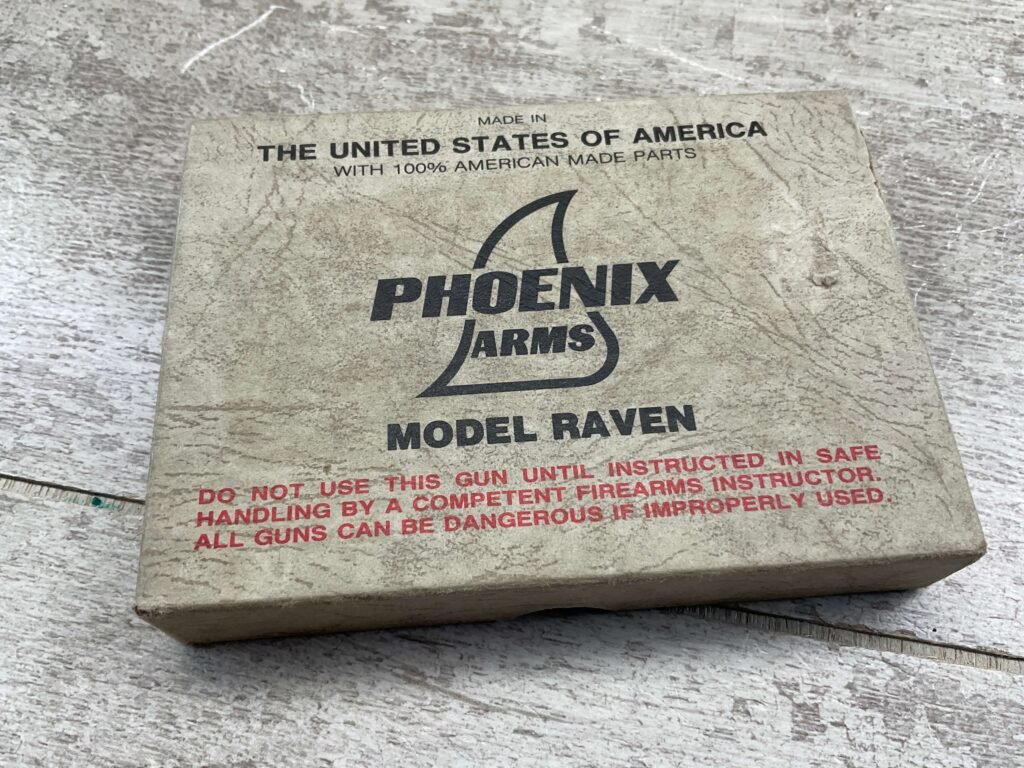 MADE IN
THE UNITED STATES OF AMERICA
WITH 100% AMERICAN MADE PARTS
PHOENIX
ARMS
MODEL RAVEN
DO NOT USE THIS GUN UNTIL INSTRUCTED IN SAFE
HANDLING BY A COMPETENT FIREARMS INSTRUCTOR.
ALL GUNS CAN BE DANGEROUS IF IMPROPERLY USED.